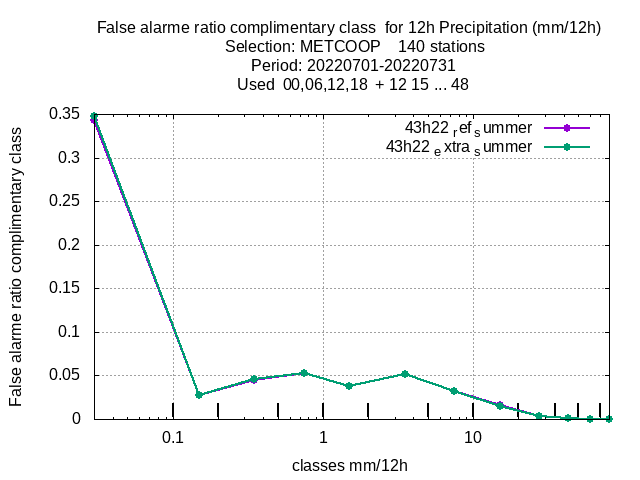 False alarme ratio complimentary class  for 12h Precipitation (mm/12h)
Selection: METCOOP    140 stations
Period: 20220701-20220731
Used  00,06,12,18  + 12 15 ... 48
False alarme ratio complimentary class
0.35
0.3
0.25
0.2
0.15
0.1
0.05
0
43h22 ref summer
43h22 extra summer
0.1 1 10
classes mm/12h